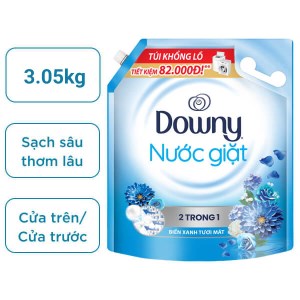 3.05kg
Sạch sâu
thơm lâu
Cửa trên/
Cửa trước
TÚI KHỔNG LỒ
TIẾT KIỆM 82.000Đ!**
Downy
Nước giặt
2 TRONG 1
BIỂN XANH TƯƠI MÁT